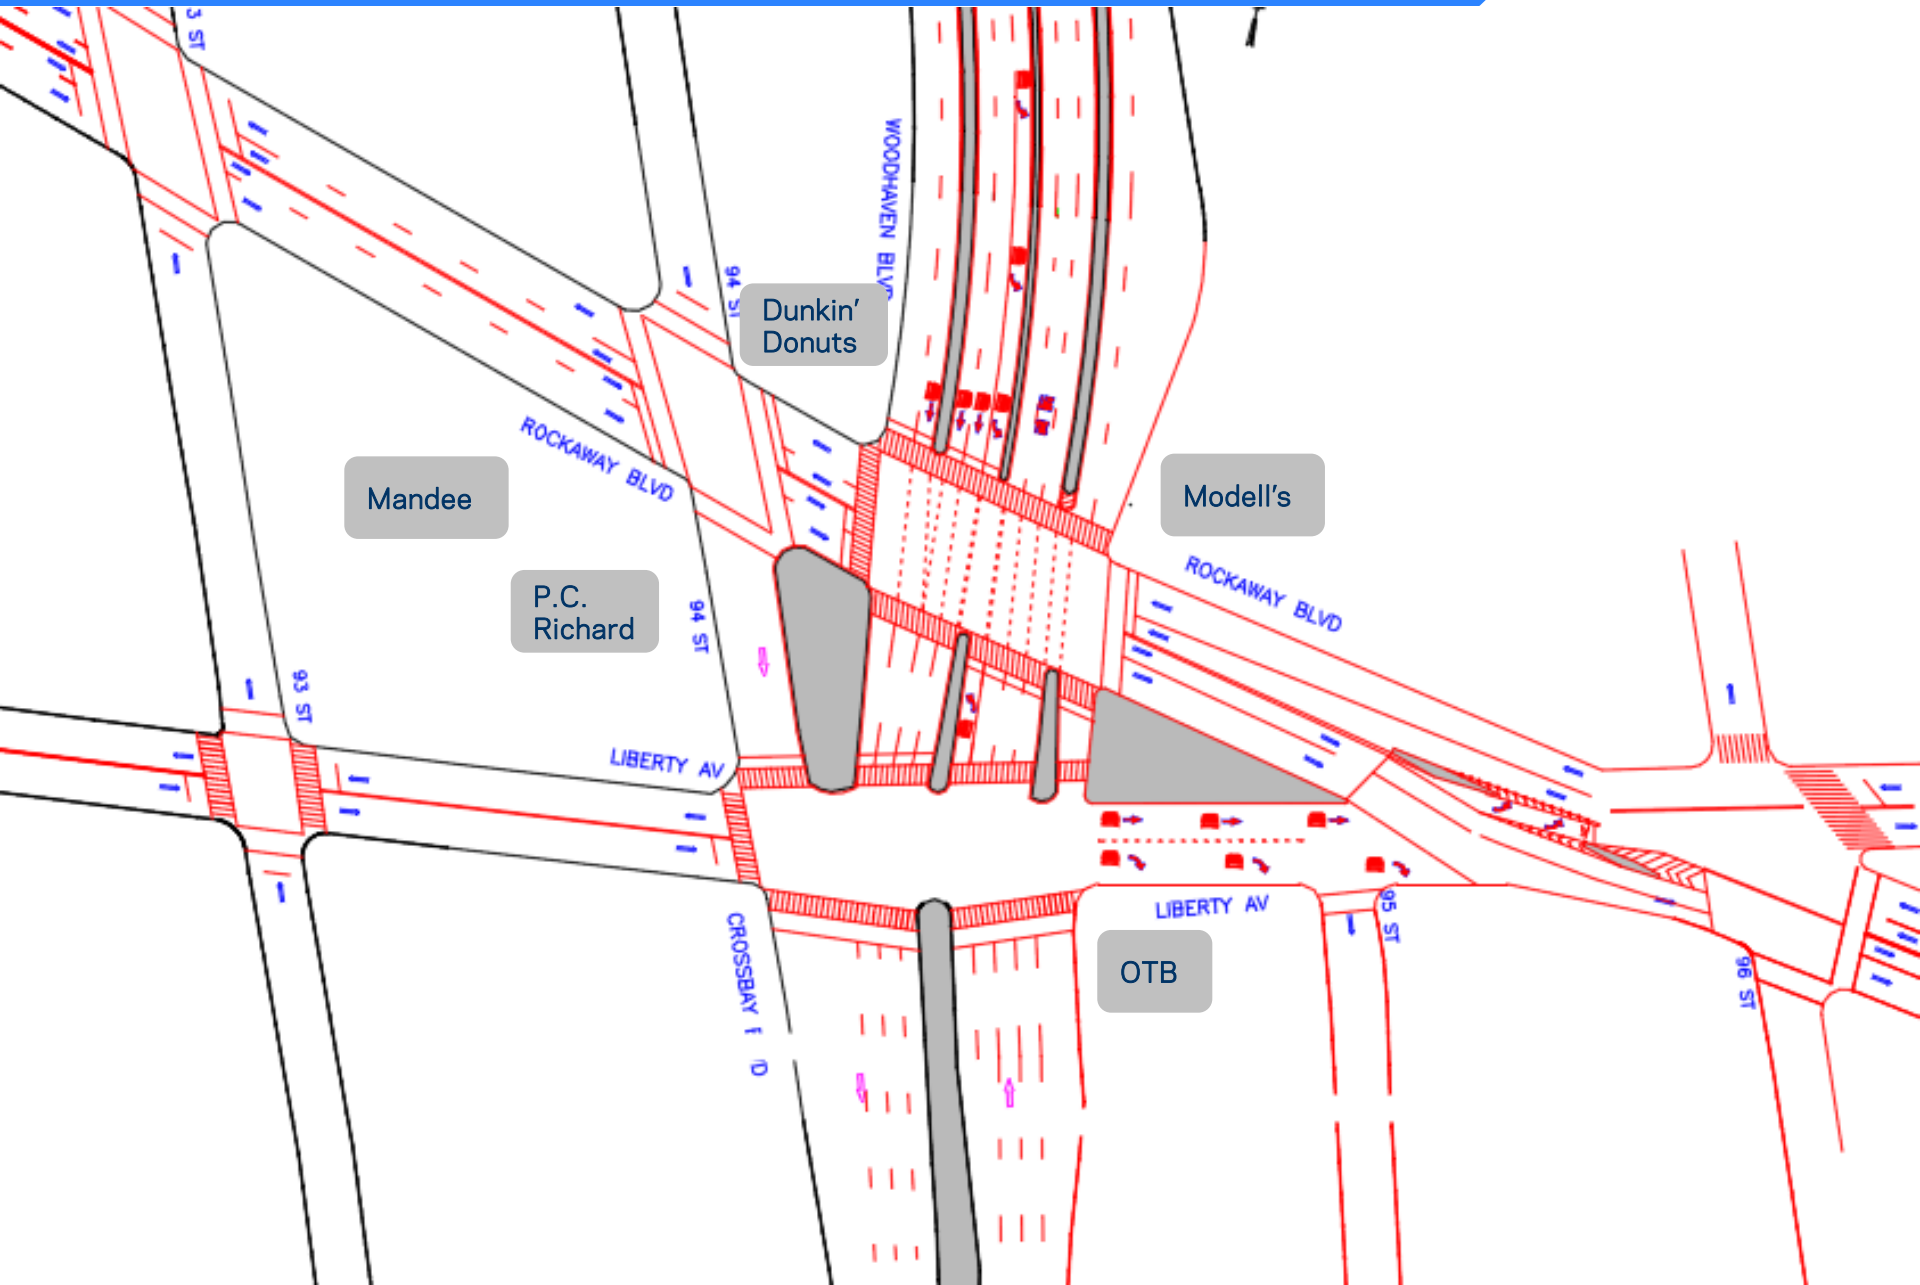 3 ST
WOODHAVEN BLVD
94 ST
Dunkin'
Donuts
ROCKAWAY BLVD
Mandee
Modell's
ROCKAWAY BLVD
P.C.
Richard
94 ST
93 ST
LIBERTY AV
LIBERTY AV
95 ST
CROSSBAY
OTB
96 ST